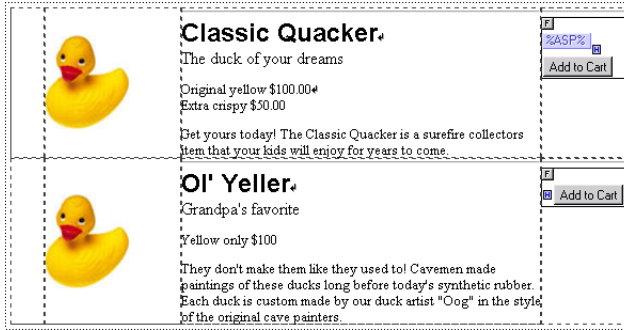 Classic Quacker
The duck of your dreams
Original yellow $100.00
Extra crispy $50.00
Get yours today! The Classic Quacker is a surefire collectors
item that your kids will enjoy for years to come.
F
%ASP%
H
Add to Cart
Ol' Yeller
Grandpa's favorite
Yellow only $100
They don't make them like they used to! Cavemen made
paintings of these ducks long before today's synthetic rubber.
Each duck is custom made by our duck artist "Oog" in the style
of the original cave painters.
F
H Add to Cart